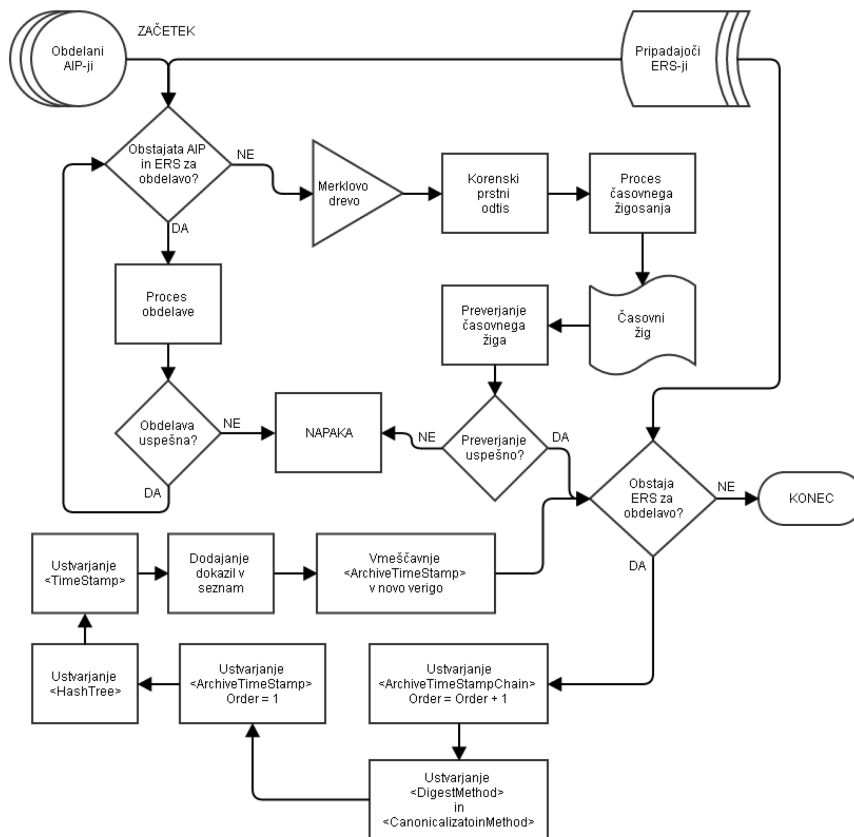 ZAČETEK
Obdelani
AIP-ji
Pripadajoči
ERS-ji
Obstajata AIP
in ERS za
obdelavo?
NE
Merklovo
drevo
Korenski
prstni
odtis
Proces
časovnega
žigosanja
DA
Proces
obdelave
Preverjanje
časovnega
žiga
Časovni
žig
Obdelava
uspešna?
NE
NAPAKA
NE
Preverjanje
uspešno?
DA
DA
Obstaja
ERS za
obdelavo?
NE
KONEC
DA
Ustvarjanje
<TimeStamp>
Dodajanje
dokazil v
seznam
Vmeščavnje
<ArchiveTimeStamp>
v novo verigo
Ustvarjanje
<HashTree>
Ustvarjanje
<ArchiveTimeStamp>
Order = 1
Ustvarjanje
<ArchiveTimeStampChain>
Order = Order + 1
Ustvarjanje
<DigestMethod>
in
<CanonicalizatoinMethod>